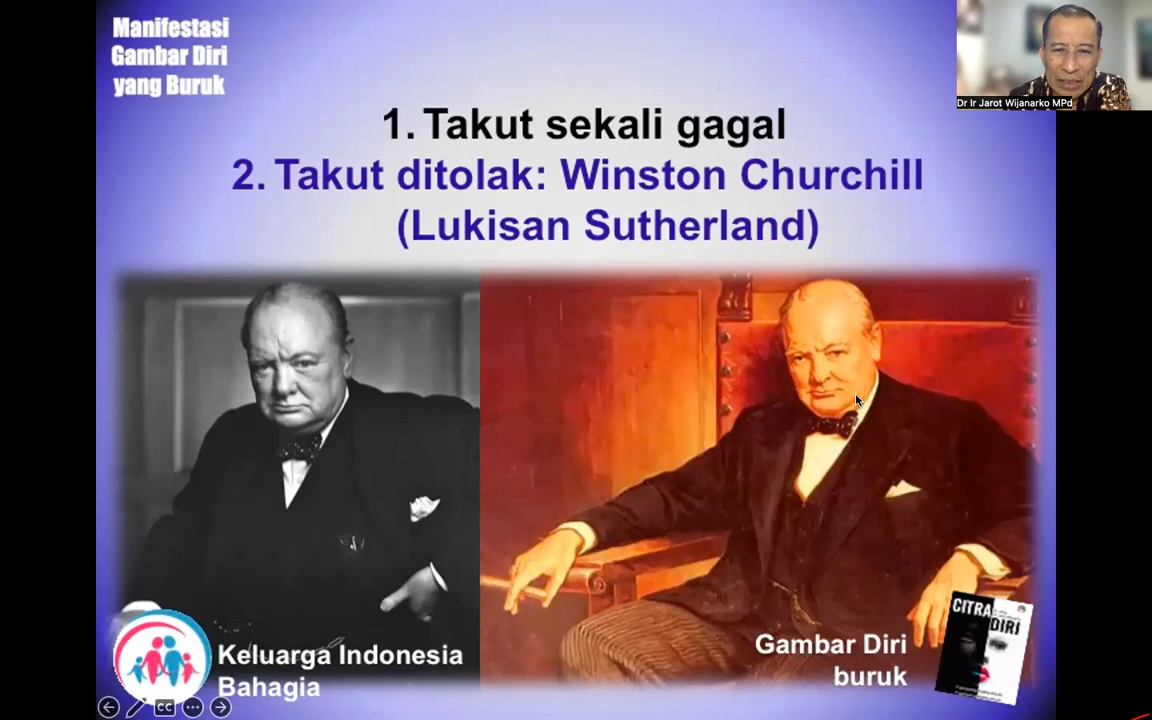 Manifestasi
Gambar Diri
yang Buruk
Dr Ir Jarot Wijanarko MPd
1. Takut sekali gagal
2. Takut ditolak: Winston Churchill
(Lukisan Sutherland)
Keluarga Indonesia
Bahagia
Gambar Diri
buruk
CITRA
DIRI
CC